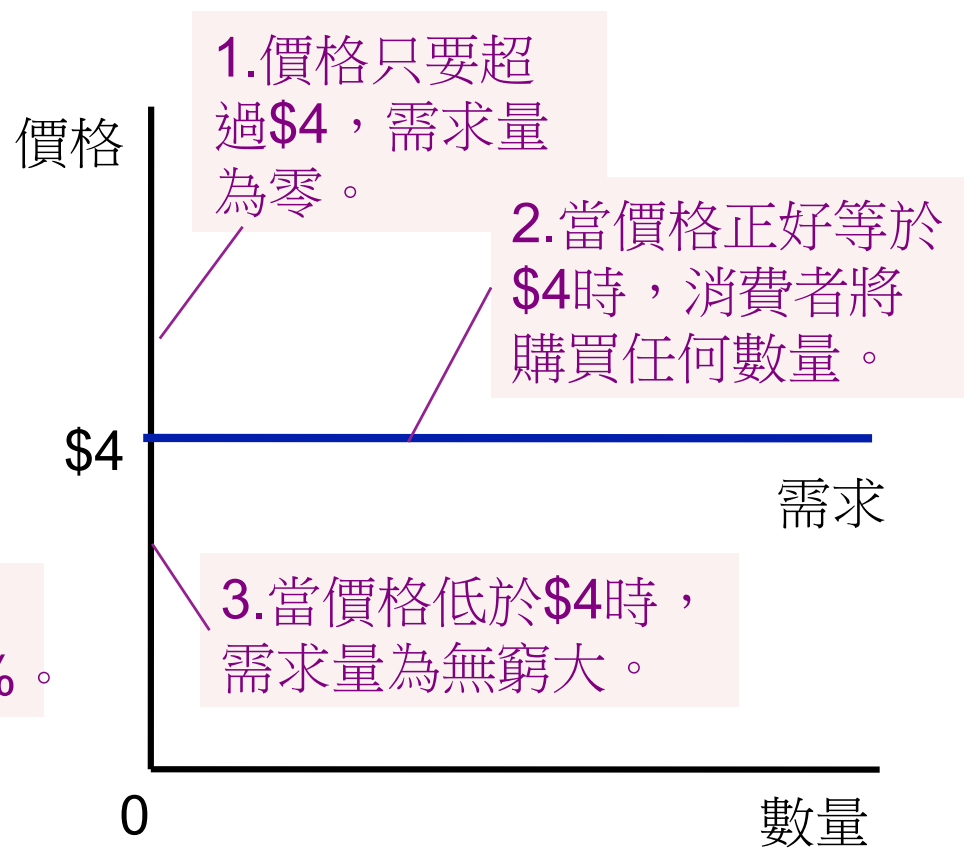 1.價格只要超
過$4，需求量
為零。
價格
2.當價格正好等於
$4時，消費者將
購買任何數量。
$4
需求
3.當價格低於$4時，
需求量為無窮大。
%。
0
數量